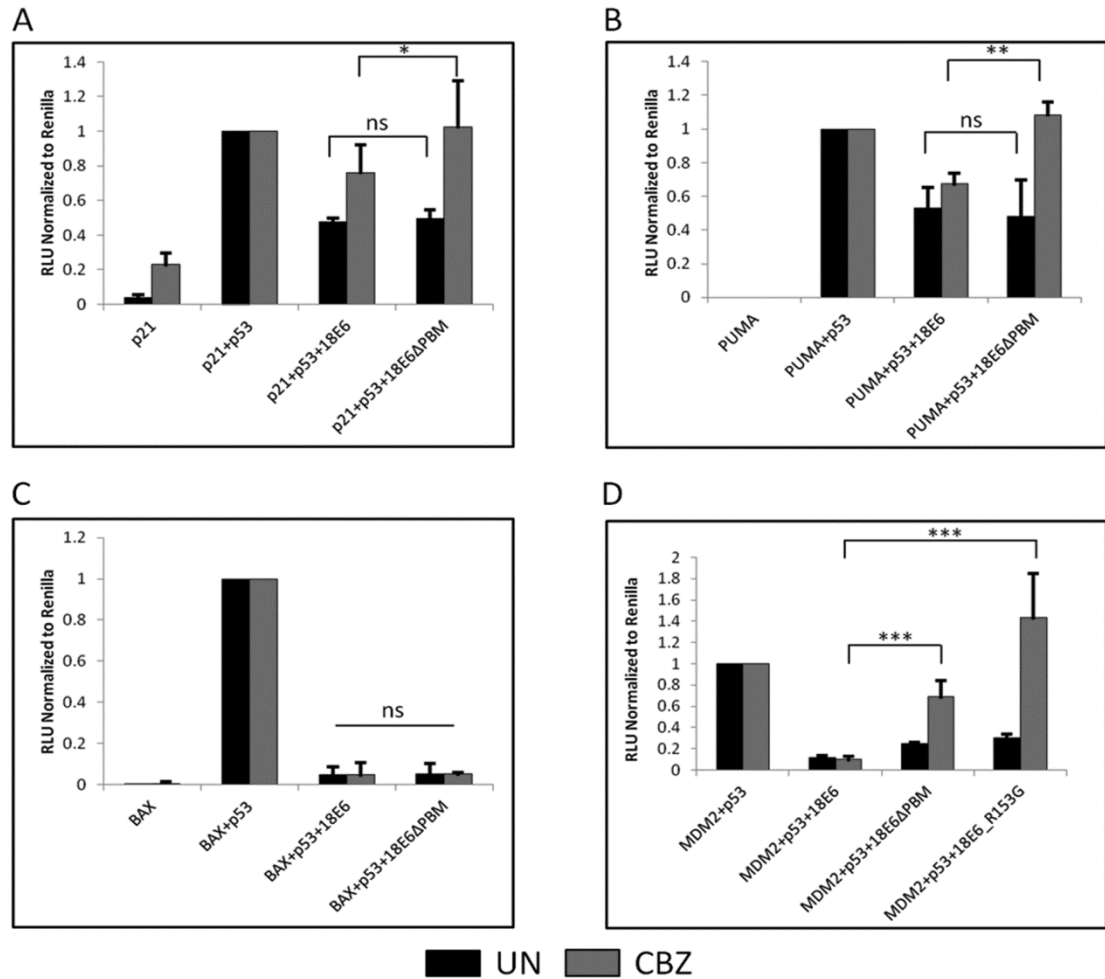 A
RLU Normalized to Renilla
1.4
1.2
1
0.8
0.6
0.4
0.2
0
*
ns
p21
p21+p53
p21+p53+18E6
p21+p53+18E6ΔPBM
B
RLU Normalized to Renilla
1.4
1.2
1
0.8
0.6
0.4
0.2
0
**
ns
PUMA
PUMA+p53
PUMA+p53+18E6
PUMA+p53+18E6ΔPBM
C
RLU Normalized to Renilla
1.2
1
0.8
0.6
0.4
0.2
0
ns
BAX
BAX+p53
BAX+p53+18E6
BAX+p53+18E6ΔPBM
D
RLU Normalized to Renilla
2
1.8
1.6
1.4
1.2
1
0.8
0.6
0.4
0.2
0
***
***
MDM2+p53
MDM2+p53+18E6
MDM2+p53+18E6ΔPBM
MDM2+p53+18E6_R153G
UN CBZ